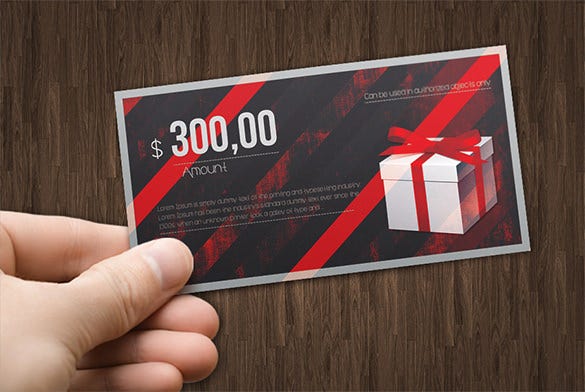 Can be used in authorized objects only
$ 300,00
Amount
Lorem Ipsum is simply dummy text of the printing and typesetting industry.
Lorem Ipsum has been the industry's standard dummy text ever since the
1500s, when an unknown printer took a galley of type and